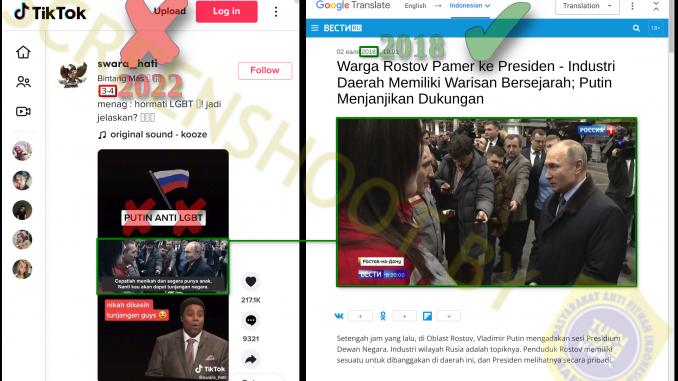 TikTok
Upload
Log in
swara_hati
Bintang Mas
3-4
2022
menag : hormati LGBT
! jadi
jelaskan?
original sound - kooze
Follow
PUTIN ANTI LGBT
Cepatlah menikah dan segera punya anak.
Nanti keu akan dapat tunjangan negara.
nikah dikasih
tunjangan guys
TikTok
@swara_hati
217.1K
9321
Google Translate
English
Indonesian
Translation
ВЕСТИ.RU
18+
02 евля 2018, 19:01
2018
Warga Rostov Pamer ke Presiden - Industri
Daerah Memiliki Warisan Bersejarah; Putin
Menjanjikan Dukungan
РОССИЯ 1
Ростов-на-Дону
ВЕСТИ в 20:00
Setengah jam yang lalu, di Oblast Rostov, Vladimir Putin mengadakan sesi Presidium
Dewan Negara. Industri wilayah Rusia adalah topiknya. Penduduk Rostov memiliki
sesuatu untuk dibanggakan di daerah ini, dan Presiden melihatnya secara pribadi.
SCREENSHOOT BY
MASYARAKAT ANTI FITNAH INDONESIA
TURN BACK HOAX